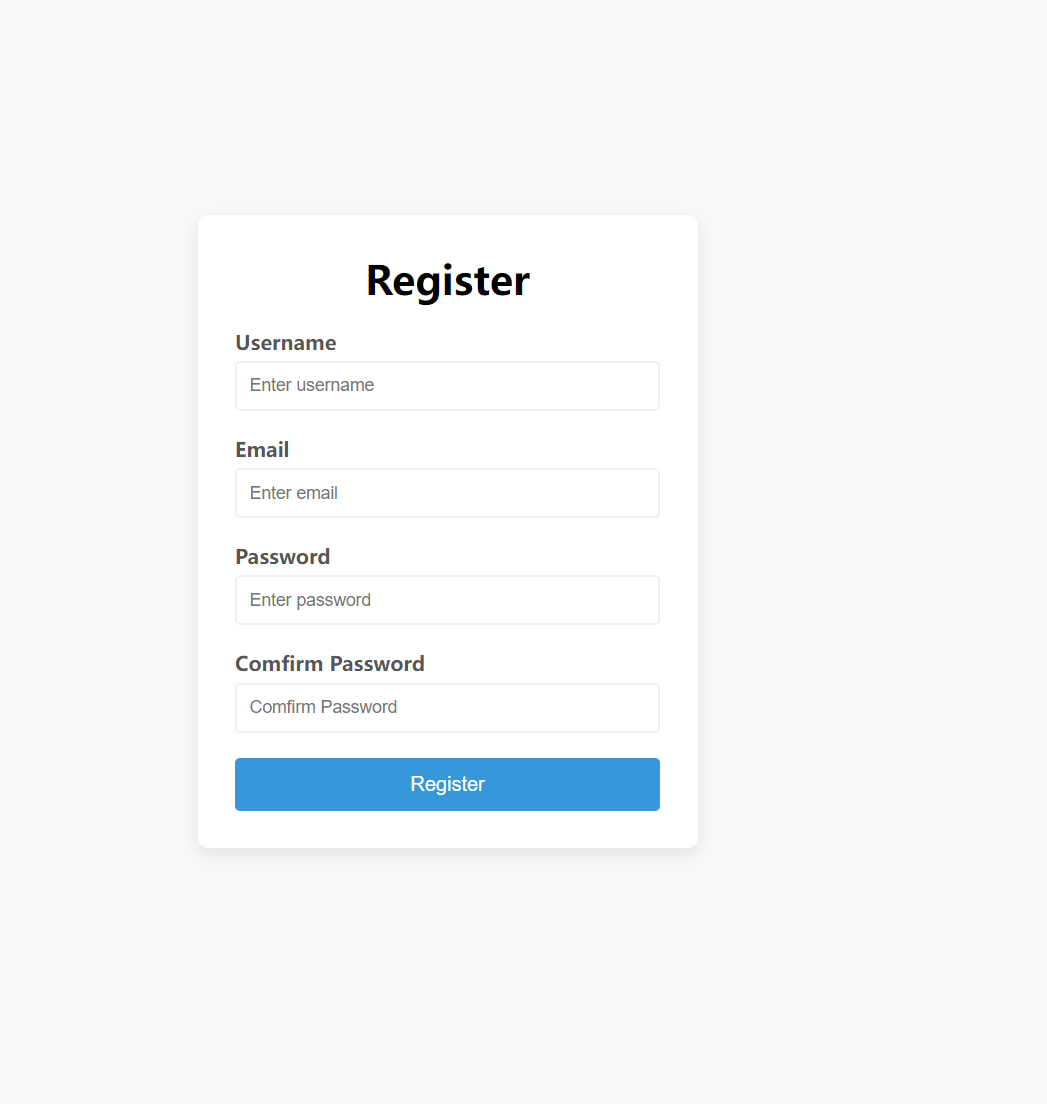 Register
Username
Enter username
Email
Enter email
Password
Enter password
Comfirm Password
Comfirm Password
Register